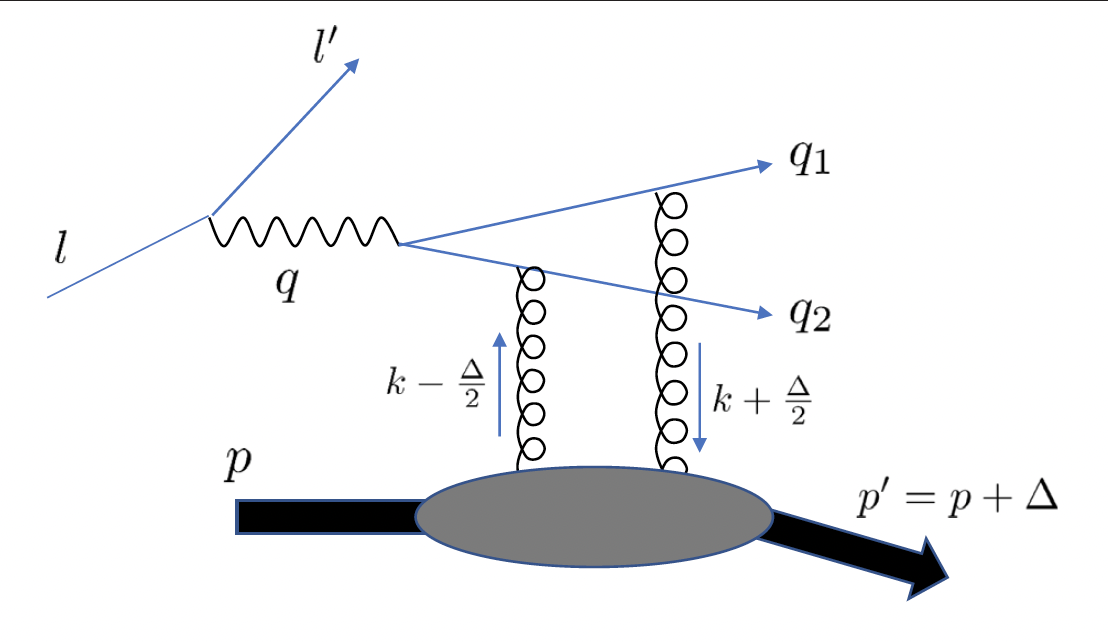 l′
q₁
l
q
q₂
k − Δ/2
k + Δ/2
p
p′ = p + Δ